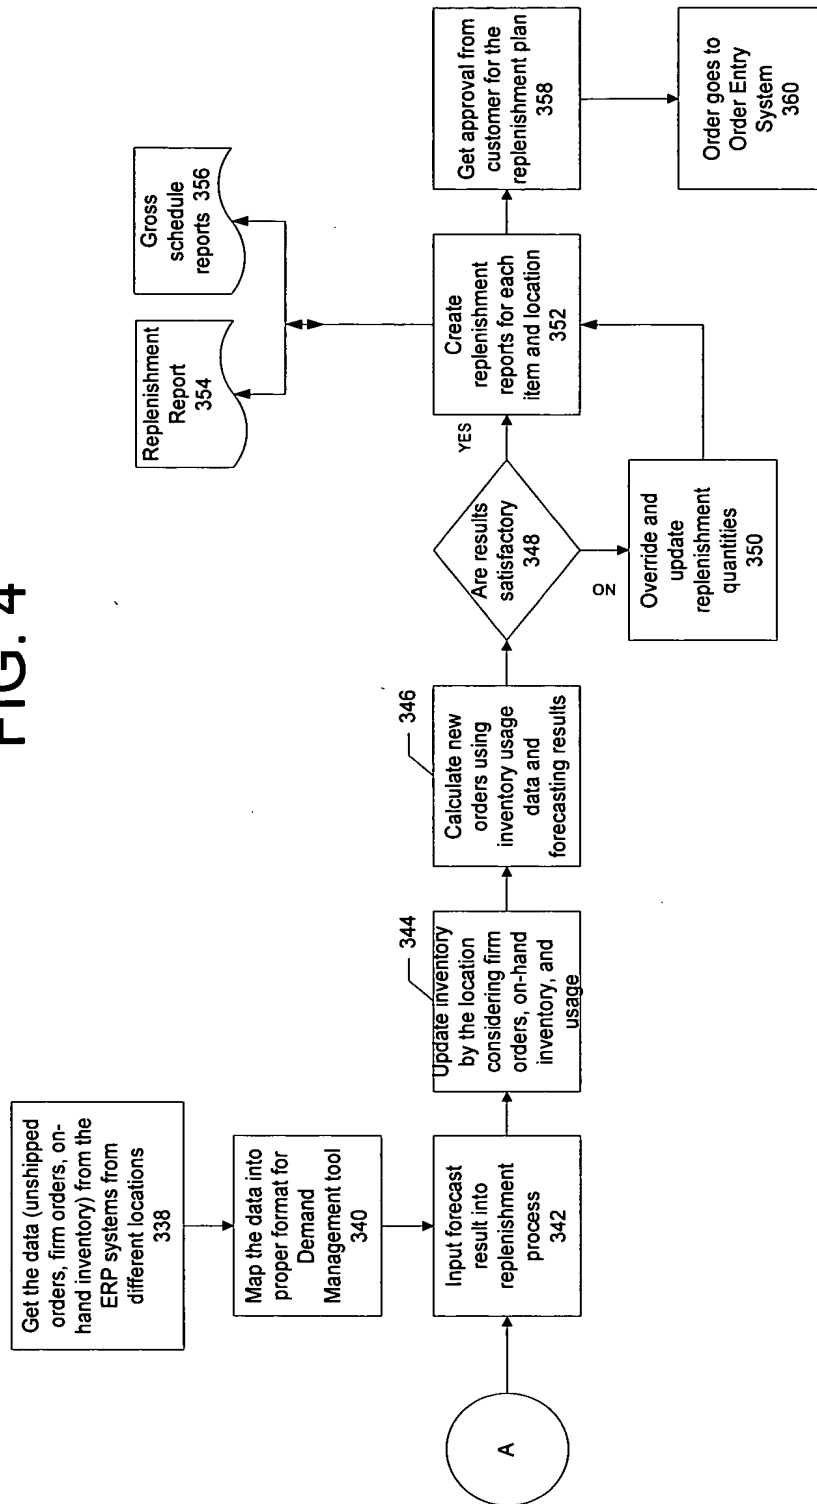 FIG. 4
Get the data (unshipped
orders, firm orders, on-
hand inventory) from the
ERP systems from
different locations
338
Map the data into
proper format for
Demand
Management tool
340
A
Input forecast
result into
replenishment
process
342
344
Update inventory
by the location
considering firm
orders, on-hand
inventory, and
usage
346
Calculate new
orders using
inventory usage
data and
forecasting results
Are results
satisfactory
348
YES
ON
Override and
update
replenishment
quantities
350
Create
replenishment
reports for each
item and location
352
Replenishment
Report
354
Gross
schedule
reports 356
Get approval from
customer for the
replenishment plan
358
Order goes to
Order Entry
System
360